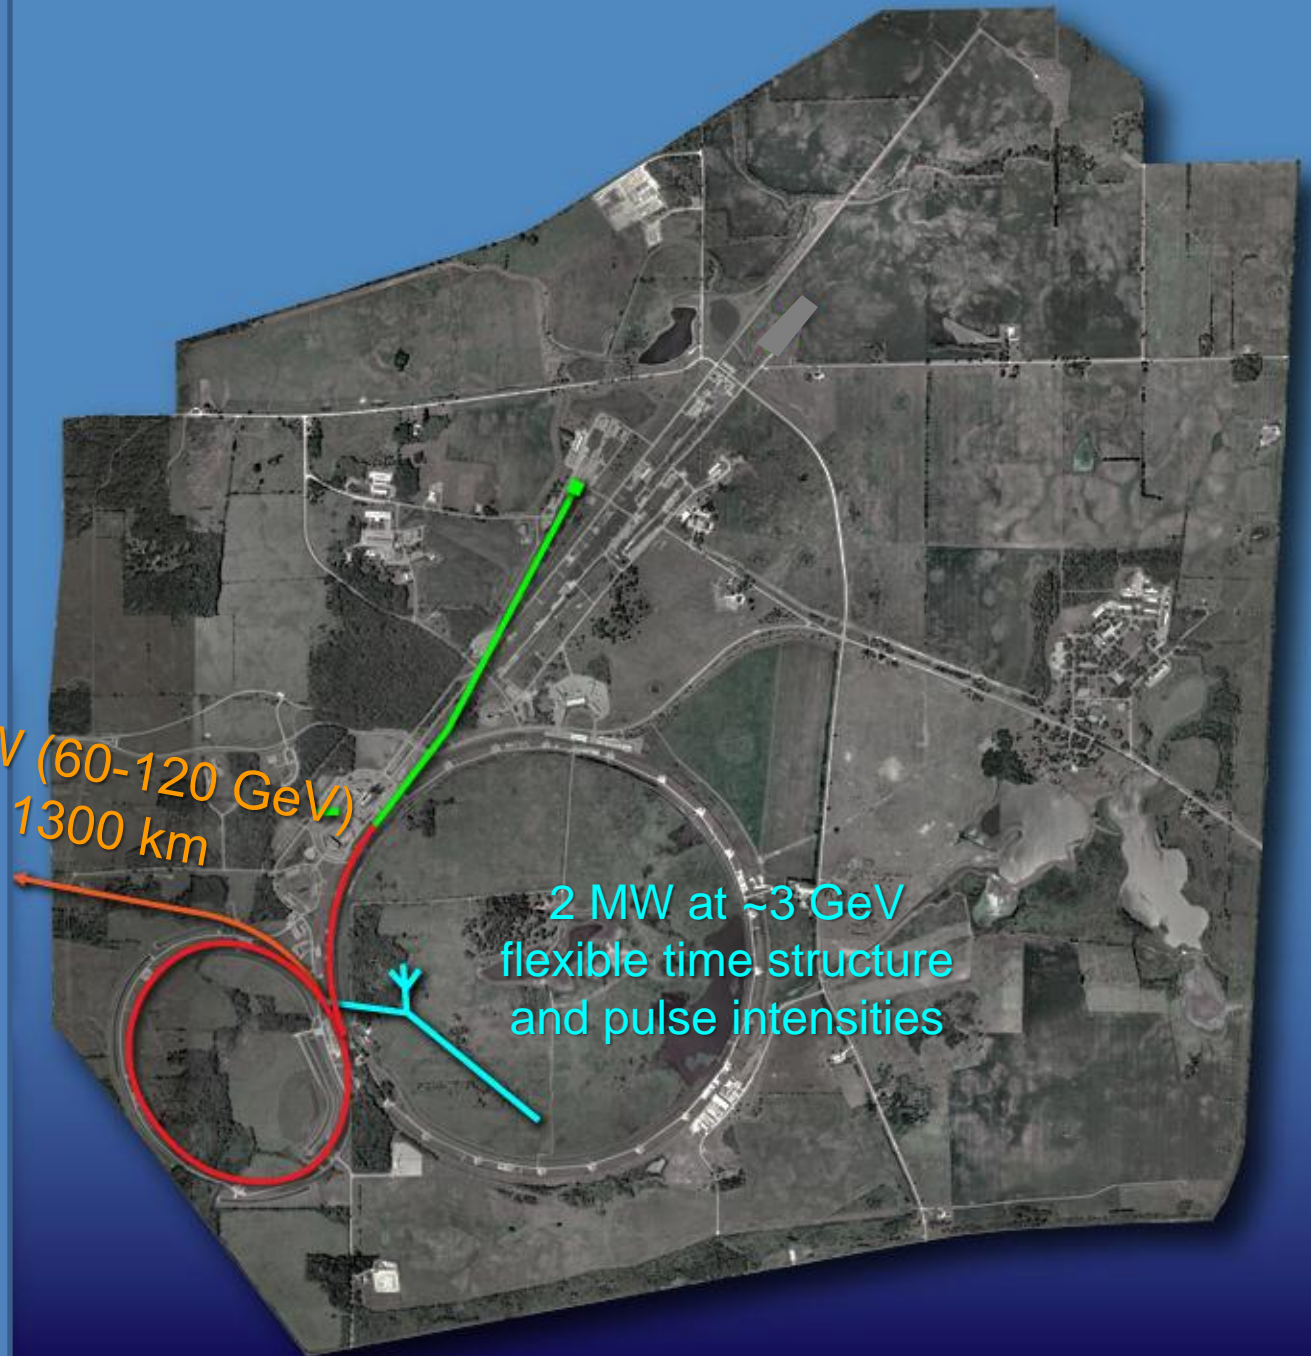 (60-120 GeV)
1300 km
2 MW at ~3 GeV
flexible time structure
and pulse intensities